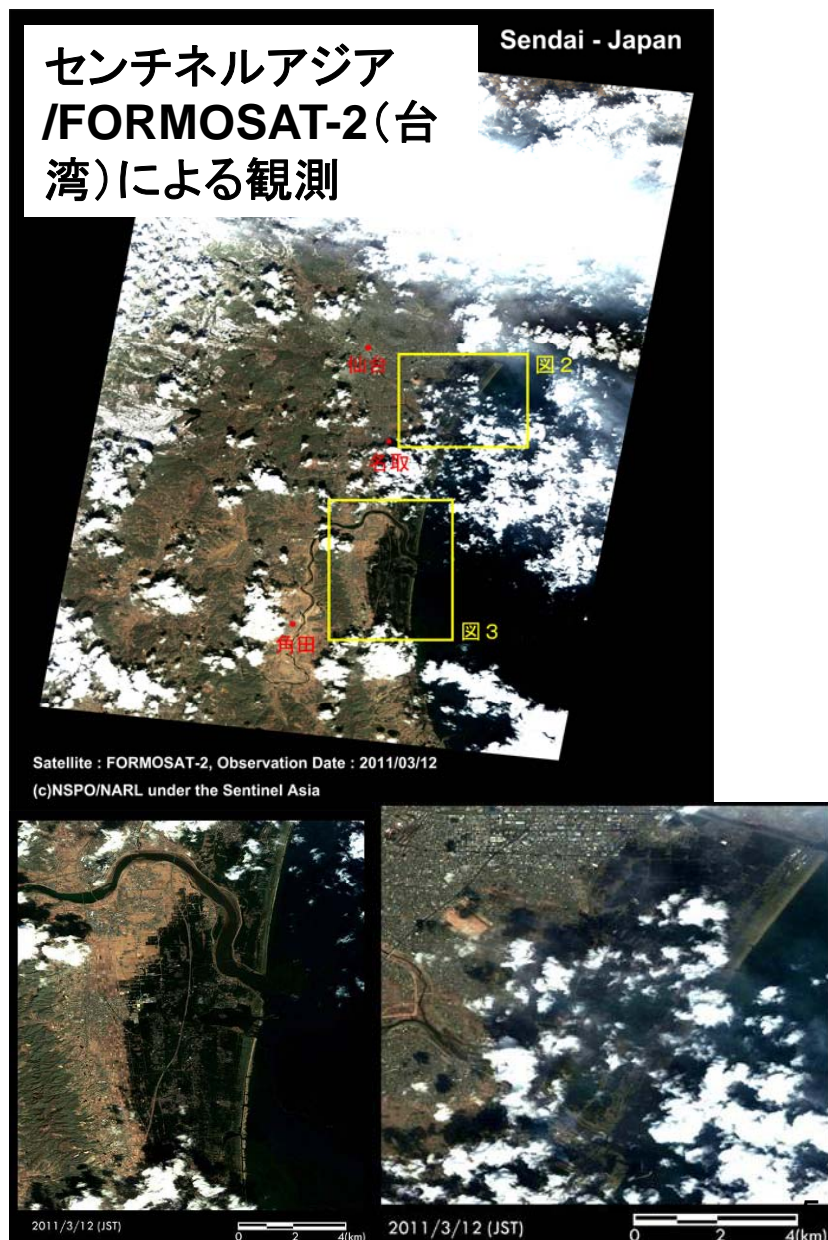 Sendai - Japan
センチネルアジア
/FORMOSAT-2（台
湾）による観測
仙台
図２
名取
図３
角田
Satellite : FORMOSAT-2, Observation Date : 2011/03/12
(c)NSPO/NARL under the Sentinel Asia
2011/3/12 (JST)
0 2 4(km)
2011/3/12 (JST)
0 2 4(km)